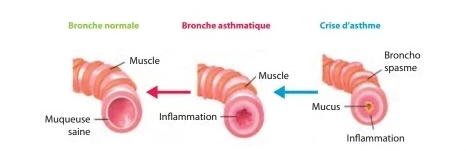 Bronche normale
Bronche asthmatique
Crise d'asthme
Muscle
Muqueuse
saine
Muscle
Inflammation
Broncho
spasme
Mucus
Inflammation